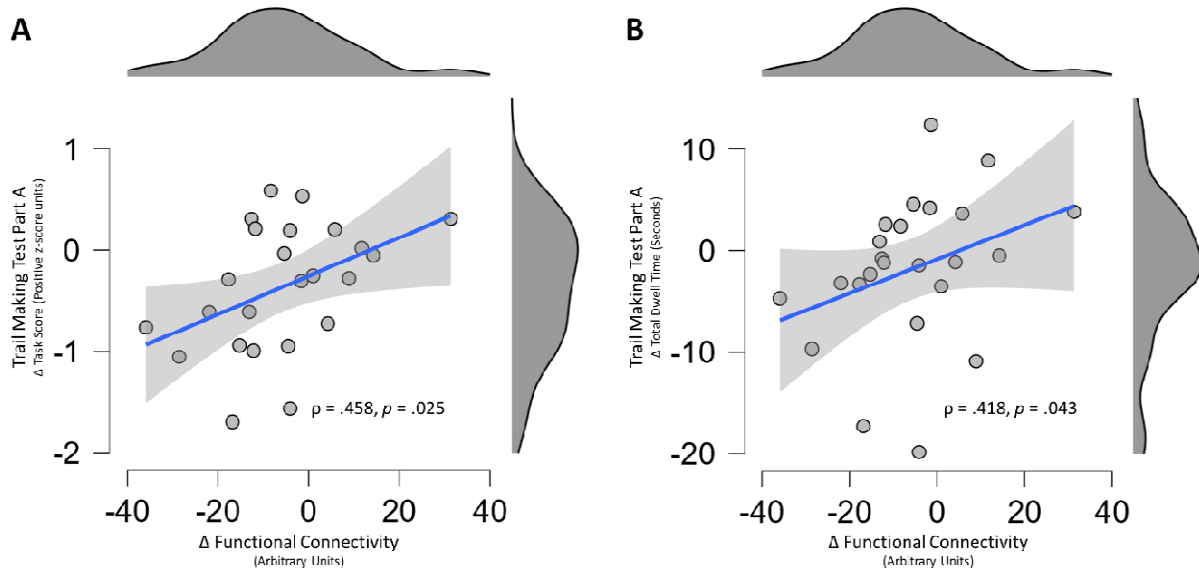 A
Trail Making Test Part A
Δ Task Score (Positive z-score units)
1
0
-1
-2
ρ = .458, p = .025
-40 -20 0 20 40
Δ Functional Connectivity
(Arbitrary Units)
B
Trail Making Test Part A
Δ Total Dwell Time (Seconds)
10
0
-10
-20
ρ = .418, p = .043
-40 -20 0 20 40
Δ Functional Connectivity
(Arbitrary Units)